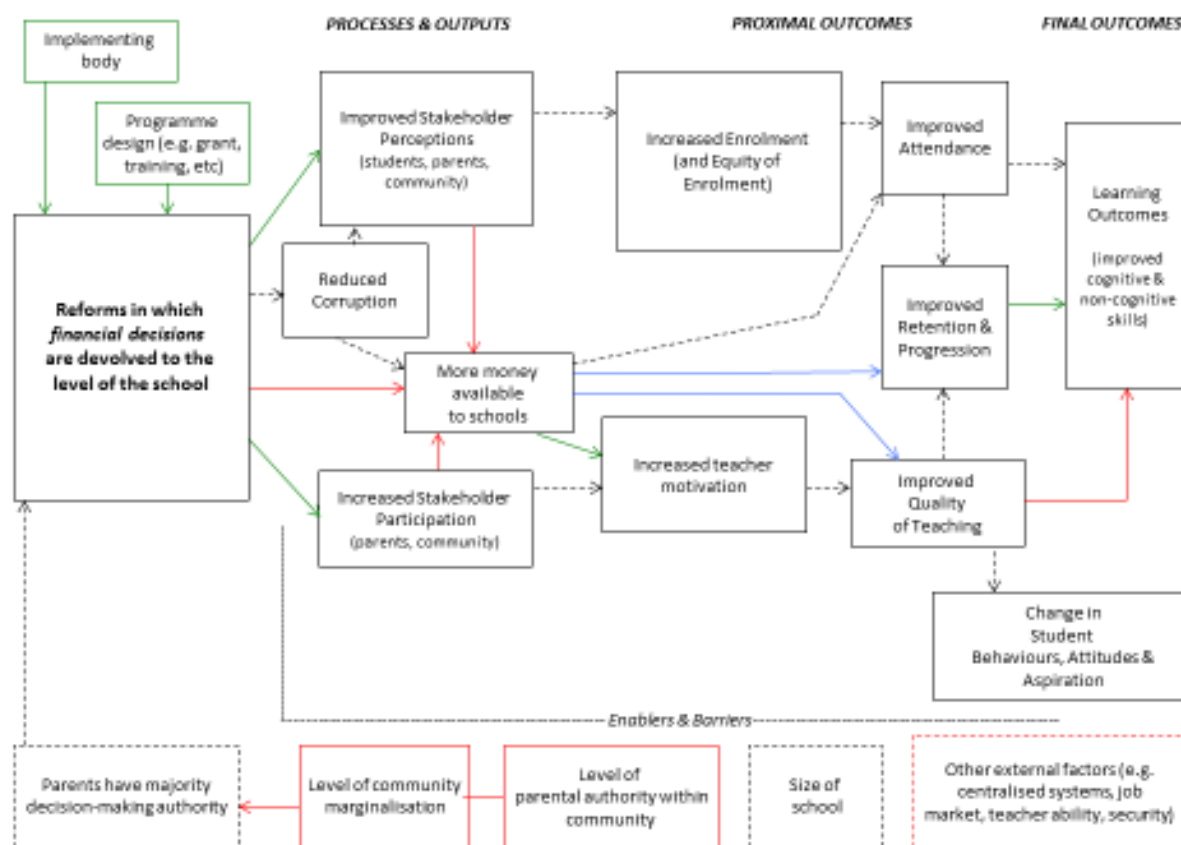 PROCESSES & OUTPUTS
PROXIMAL OUTCOMES
FINAL OUTCOMES
Implementing
body
Programme
design (e.g. grant,
training, etc)
Reforms in which
financial decisions
are devolved to the
level of the school
Improved Stakeholder
Perceptions
(students, parents,
community)
Reduced
Corruption
More money
available
to schools
Increased Stakeholder
Participation
(parents, community)
Increased Enrolment
(and Equity of
Enrolment)
Increased teacher
motivation
Improved
Attendance
Improved
Retention &
Progression
Improved
Quality
of Teaching
Learning
Outcomes
(improved
cognitive &
non-cognitive
skills)
Change in
Student
Behaviours, Attitudes &
Aspiration
Enablers & Barriers
Parents have majority
decision-making authority
Level of community
marginalisation
Level of
parental authority within
community
Size of
school
Other external factors (e.g.
centralised systems, job
market, teacher ability, security)